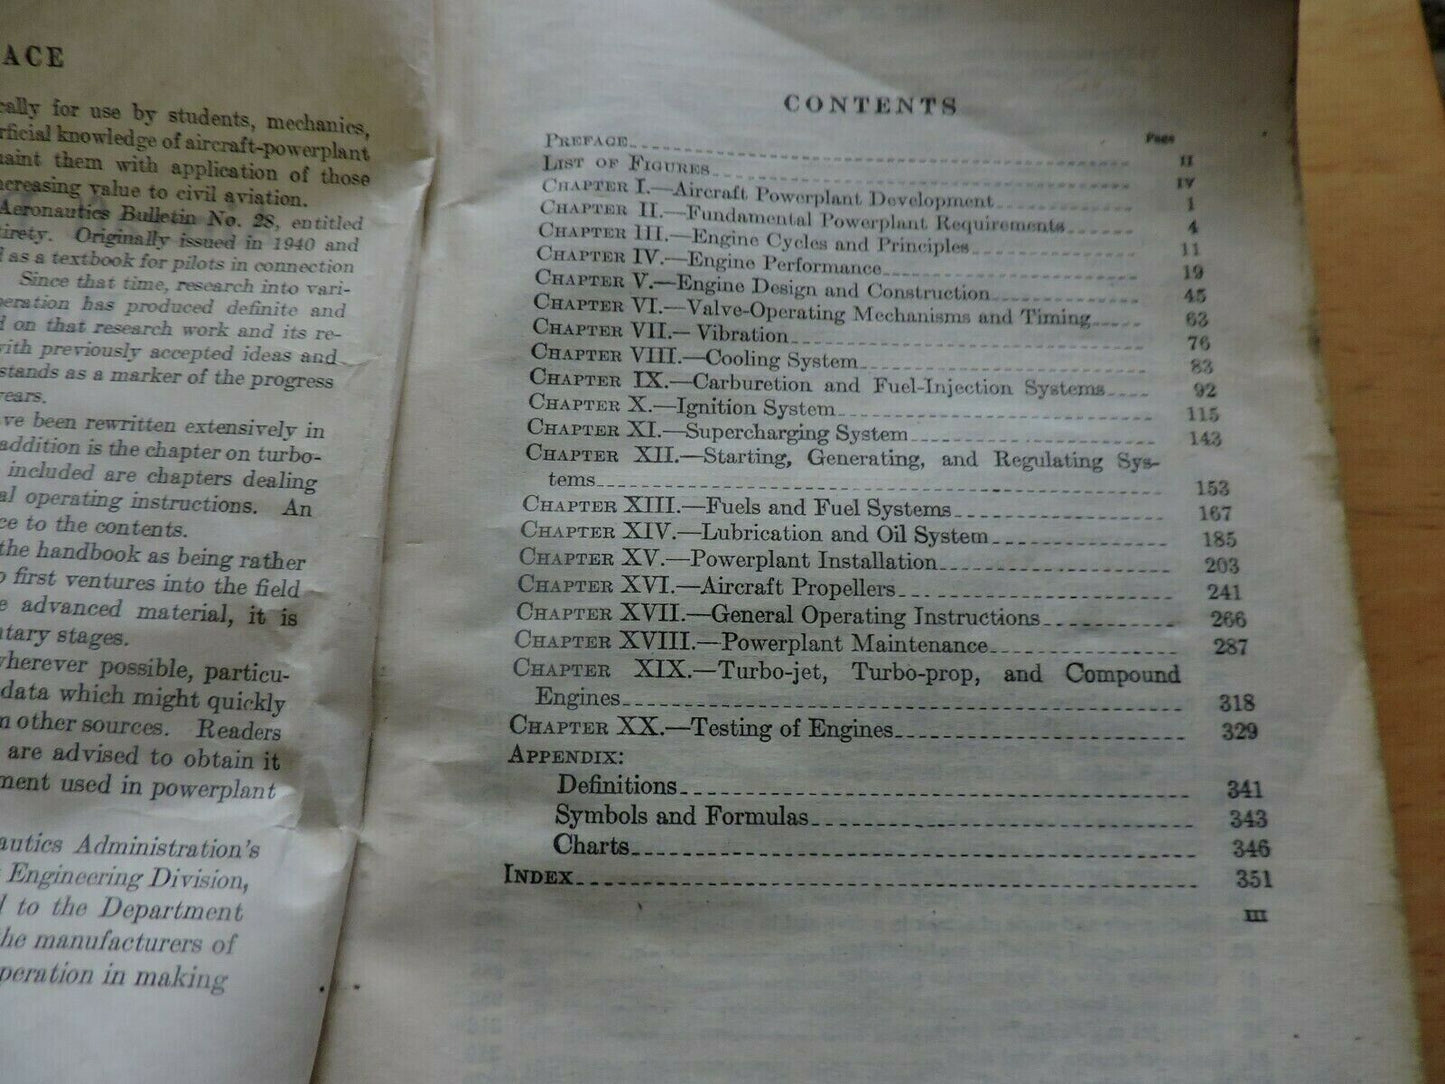 ACE
cally for use by students, mechanics,
rficial knowledge of aircraft-powerplant
uaint them with application of those
ncreasing value to civil aviation.
Aeronautics Bulletin No. 28, entitled
tirety. Originally issued in 1940 and
d as a textbook for pilots in connection
Since that time, research into vari-
peration has produced definite and
d on that research work and its re-
with previously accepted ideas and
stands as a marker of the progress
years.
ve been rewritten extensively in
addition is the chapter on turbo-
included are chapters dealing
al operating instructions. An
ce to the contents.
the handbook as being rather
o first ventures into the field
e advanced material, it is
ntary stages.
wherever possible, particu-
data which might quickly
m other sources. Readers
are advised to obtain it
ment used in powerplant
autics Administration's
Engineering Division,
d to the Department
he manufacturers of
peration in making
CONTENTS
Page
PREFACE II
LIST OF FIGURES IV
CHAPTER I.—Aircraft Powerplant Development 1
CHAPTER II.—Fundamental Powerplant Requirements 4
CHAPTER III.—Engine Cycles and Principles 11
CHAPTER IV.—Engine Performance 19
CHAPTER V.—Engine Design and Construction 45
CHAPTER VI.—Valve-Operating Mechanisms and Timing 63
CHAPTER VII.—Vibration 76
CHAPTER VIII.—Cooling System 83
CHAPTER IX.—Carburetion and Fuel-Injection Systems 92
CHAPTER X.—Ignition System 115
CHAPTER XI.—Supercharging System 143
CHAPTER XII.—Starting, Generating, and Regulating Sys-
tems 153
CHAPTER XIII.—Fuels and Fuel Systems 167
CHAPTER XIV.—Lubrication and Oil System 185
CHAPTER XV.—Powerplant Installation 203
CHAPTER XVI.—Aircraft Propellers 241
CHAPTER XVII.—General Operating Instructions 266
CHAPTER XVIII.—Powerplant Maintenance 287
CHAPTER XIX.—Turbo-jet, Turbo-prop, and Compound
Engines 318
CHAPTER XX.—Testing of Engines 329
APPENDIX:
Definitions 341
Symbols and Formulas 343
Charts 346
INDEX 351
III